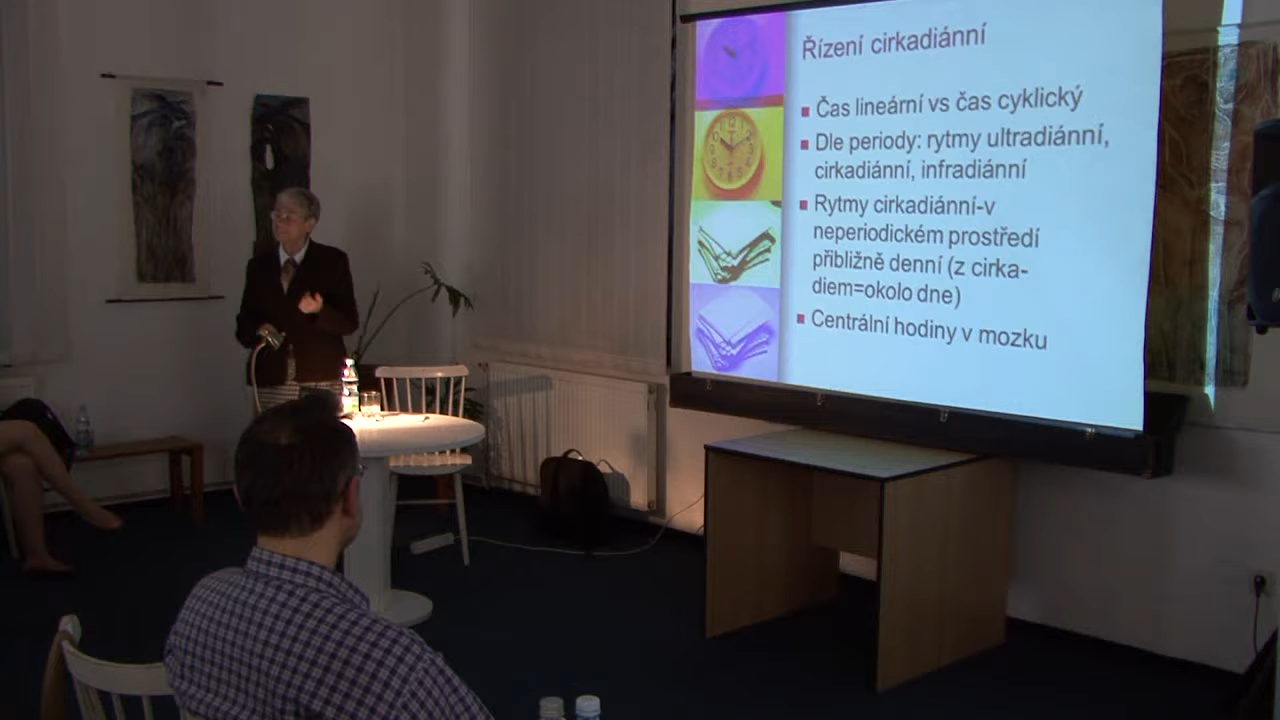 Řízení cirkadiánní
Čas lineární vs čas cyklický
Dle periody: rytmy ultradiánní,
cirkadiánní, infradiánní
Rytmy cirkadiánní-v
neperiodickém prostředí
přibližně denní (z cirka-
diem=okolo dne)
Centrální hodiny v mozku